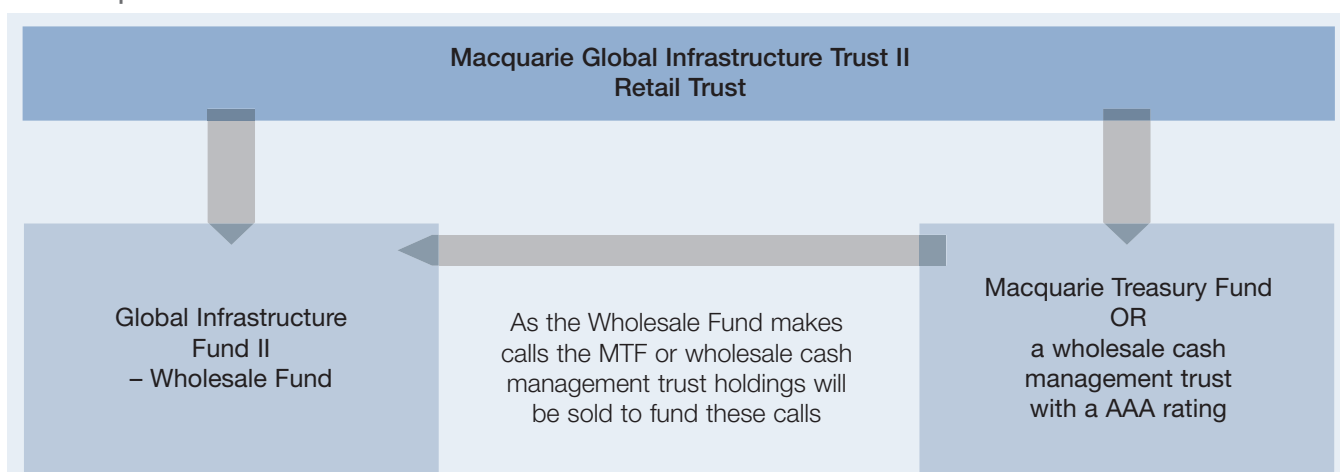 Macquarie Global Infrastructure Trust II
Retail Trust
Global Infrastructure
Fund II
– Wholesale Fund
As the Wholesale Fund makes
calls the MTF or wholesale cash
management trust holdings will
be sold to fund these calls
Macquarie Treasury Fund
OR
a wholesale cash
management trust
with a AAA rating